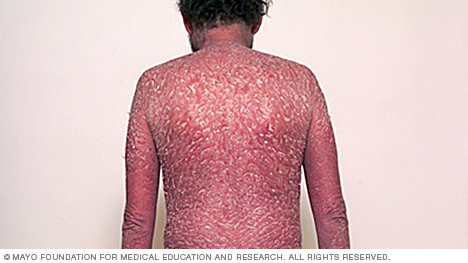 © MAYO FOUNDATION FOR MEDICAL EDUCATION AND RESEARCH. ALL RIGHTS RESERVED.